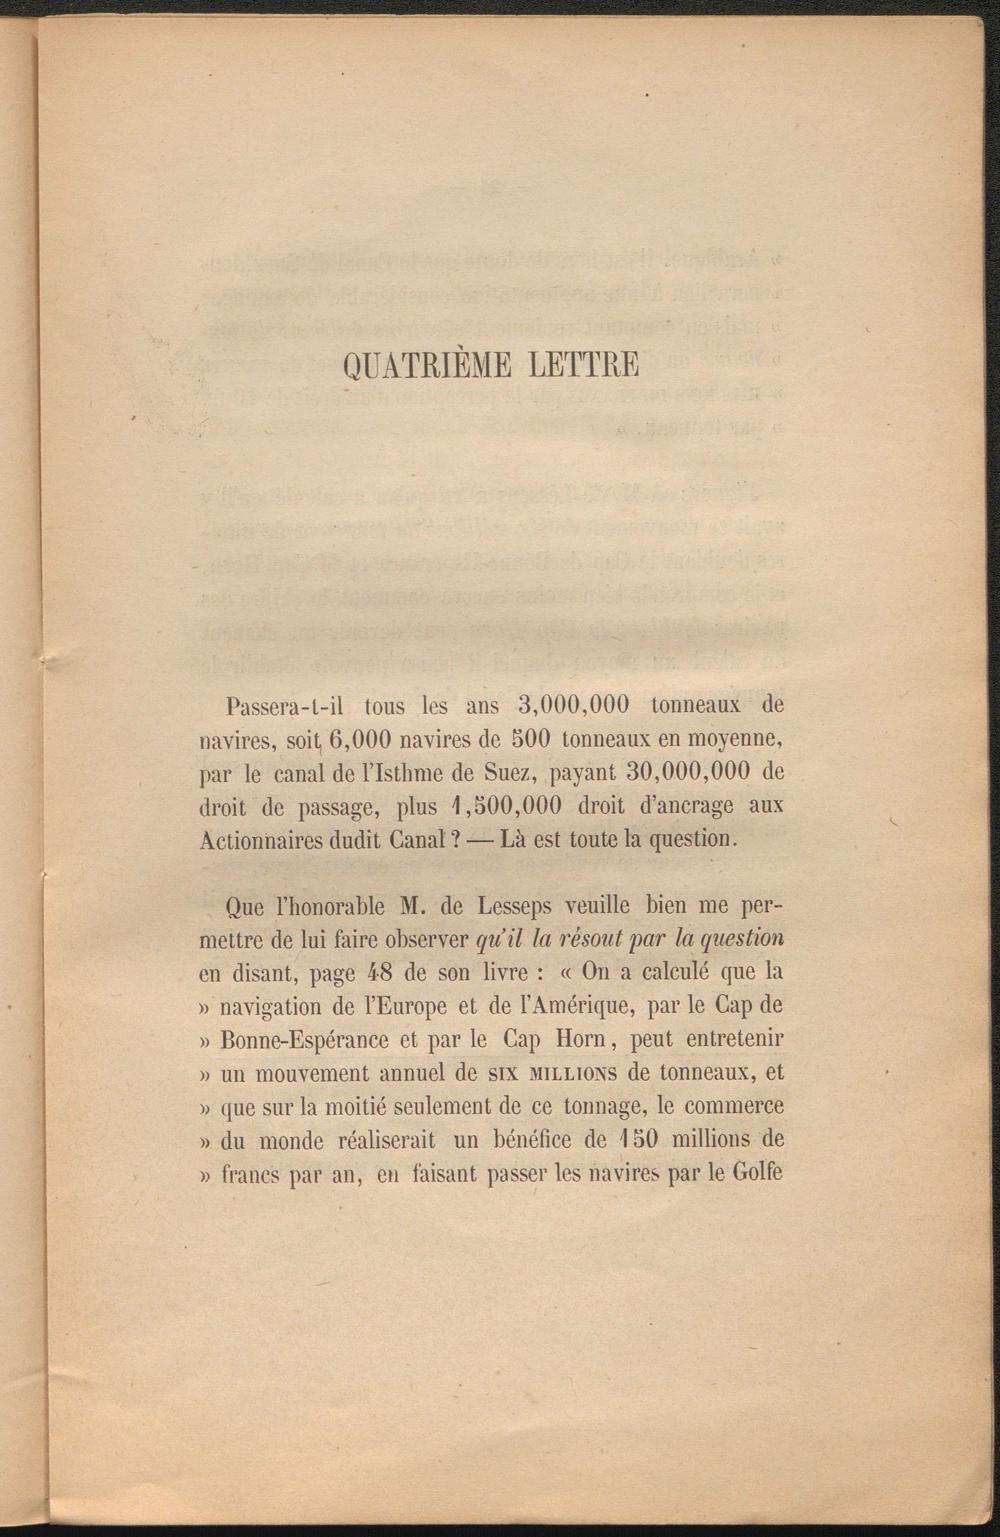 QUATRIÈME LETTRE
Passera-t-il tous les ans 3,000,000 tonneaux de
navires, soit 6,000 navires de 500 tonneaux en moyenne,
par le canal de l'Isthme de Suez, payant 30,000,000 de
droit de passage, plus 1,500,000 droit d'ancrage aux
Actionnaires dudit Canal ? — Là est toute la question.
Que l'honorable M. de Lesseps veuille bien me per-
mettre de lui faire observer qu'il la résout par la question
en disant, page 48 de son livre : « On a calculé que la
» navigation de l'Europe et de l'Amérique, par le Cap de
» Bonne-Espérance et par le Cap Horn, peut entretenir
» un mouvement annuel de SIX MILLIONS de tonneaux, et
» que sur la moitié seulement de ce tonnage, le commerce
» du monde réaliserait un bénéfice de 150 millions de
» francs par an, en faisant passer les navires par le Golfe